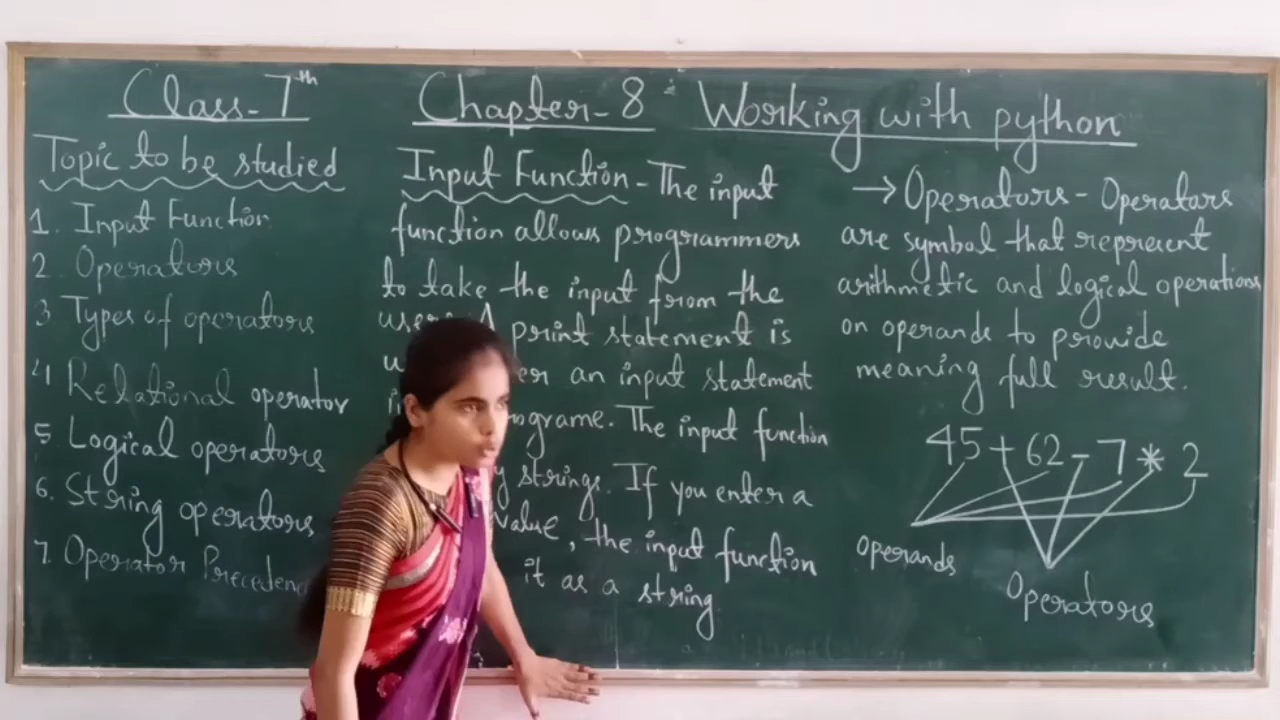 Class-7th
Chapter-8 : Working with python
Topic to be studied
1. Input Function
2. Operators
3. Types of operators
4. Relational operator
5. Logical operators
6. String operators
7. Operator
Input Function - The input
function allows programmers
to take the input from the
print statement is
an input statement
The input function
strings. If you enter a
value, the input function
it as a string
→ Operators - Operators
are symbol that represent
arithmetic and logical operations
on operands to provide
meaning full result.
45 + 62 - 7 * 2
operands
Operators